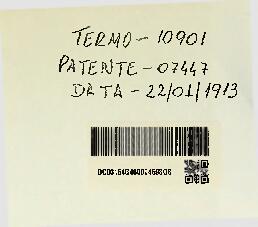 TERMO - 10901
PATENTE - 07447
DATA - 22/01/1913